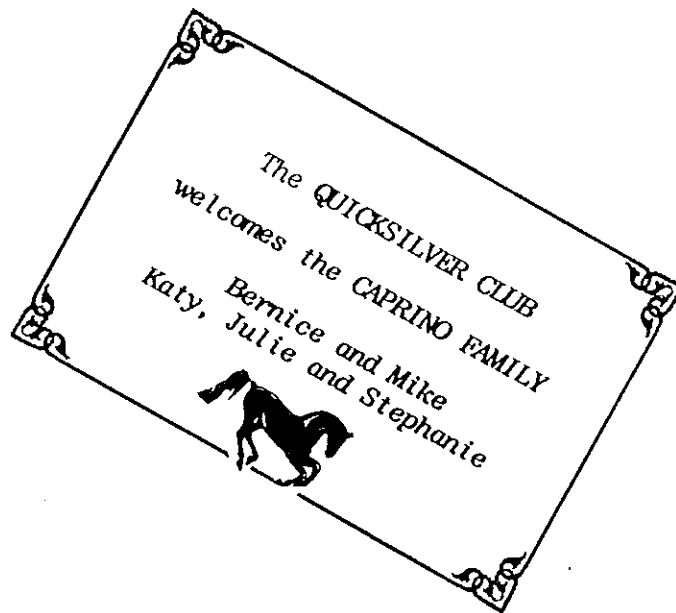 The QUICKSILVER CLUB
welcomes the CAPRINO FAMILY
Bernice and Mike
Katy, Julie and Stephanie